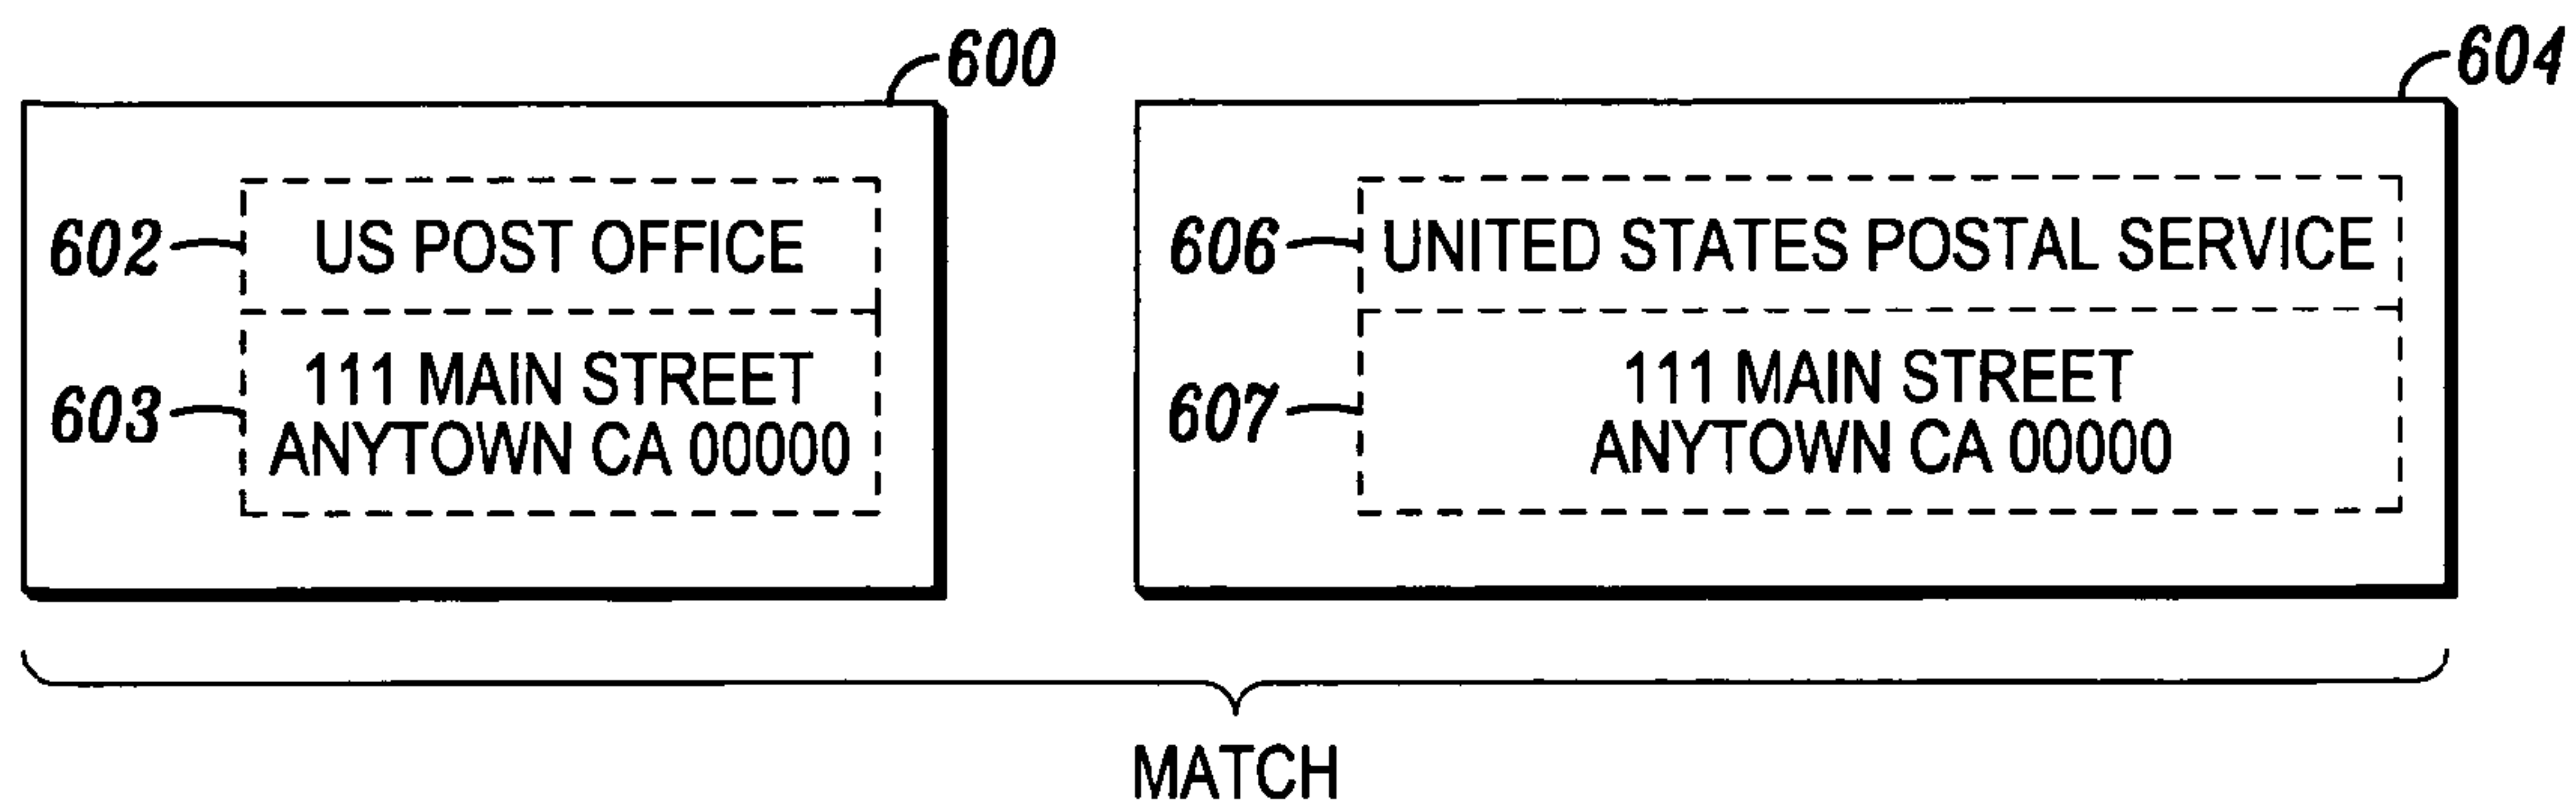 600
604
602 US POST OFFICE
606 UNITED STATES POSTAL SERVICE
603 111 MAIN STREET
ANYTOWN CA 00000
607 111 MAIN STREET
ANYTOWN CA 00000
MATCH